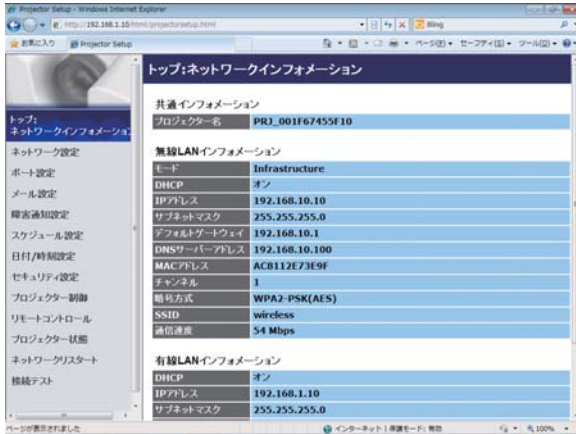 Projector Setup - Windows Internet Explorer
http://192.168.1.10/html/projectorsetup.html
Bing
お気に入り
Projector Setup
ページ(P)
セーフティ(S)
ツール(O)
トップ:ネットワークインフォメーション
共通インフォメーション
プロジェクター名 PRJ_001F67455F10
無線LANインフォメーション
モード Infrastructure
DHCP オン
IPアドレス 192.168.10.10
サブネットマスク 255.255.255.0
デフォルトゲートウェイ 192.168.10.1
DNSサーバーアドレス 192.168.10.100
MACアドレス ACB112E73E9F
チャンネル 1
暗号方式 WPA2-PSK(AES)
SSID wireless
通信速度 54 Mbps
有線LANインフォメーション
DHCP オン
IPアドレス 192.168.1.10
サブネットマスク 255.255.255.0
トップ:
ネットワークインフォメーション
ネットワーク設定
ポート設定
メール設定
障害通知設定
スケジュール設定
日付/時刻設定
セキュリティ設定
プロジェクター制御
リモートコントロール
プロジェクター状態
ネットワークリスタート
接続テスト
ページが表示されました
インターネット | 保護モード: 無効
100%